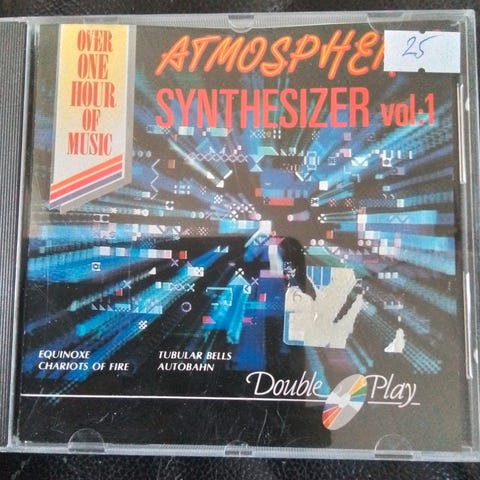 OVER
ONE
HOUR
OF
MUSIC
25
SYNTHESIZER vol:1
EQUINOXE
CHARIOTS OF FIRE
TUBULAR BELLS
AUTOBAHN
Double Play